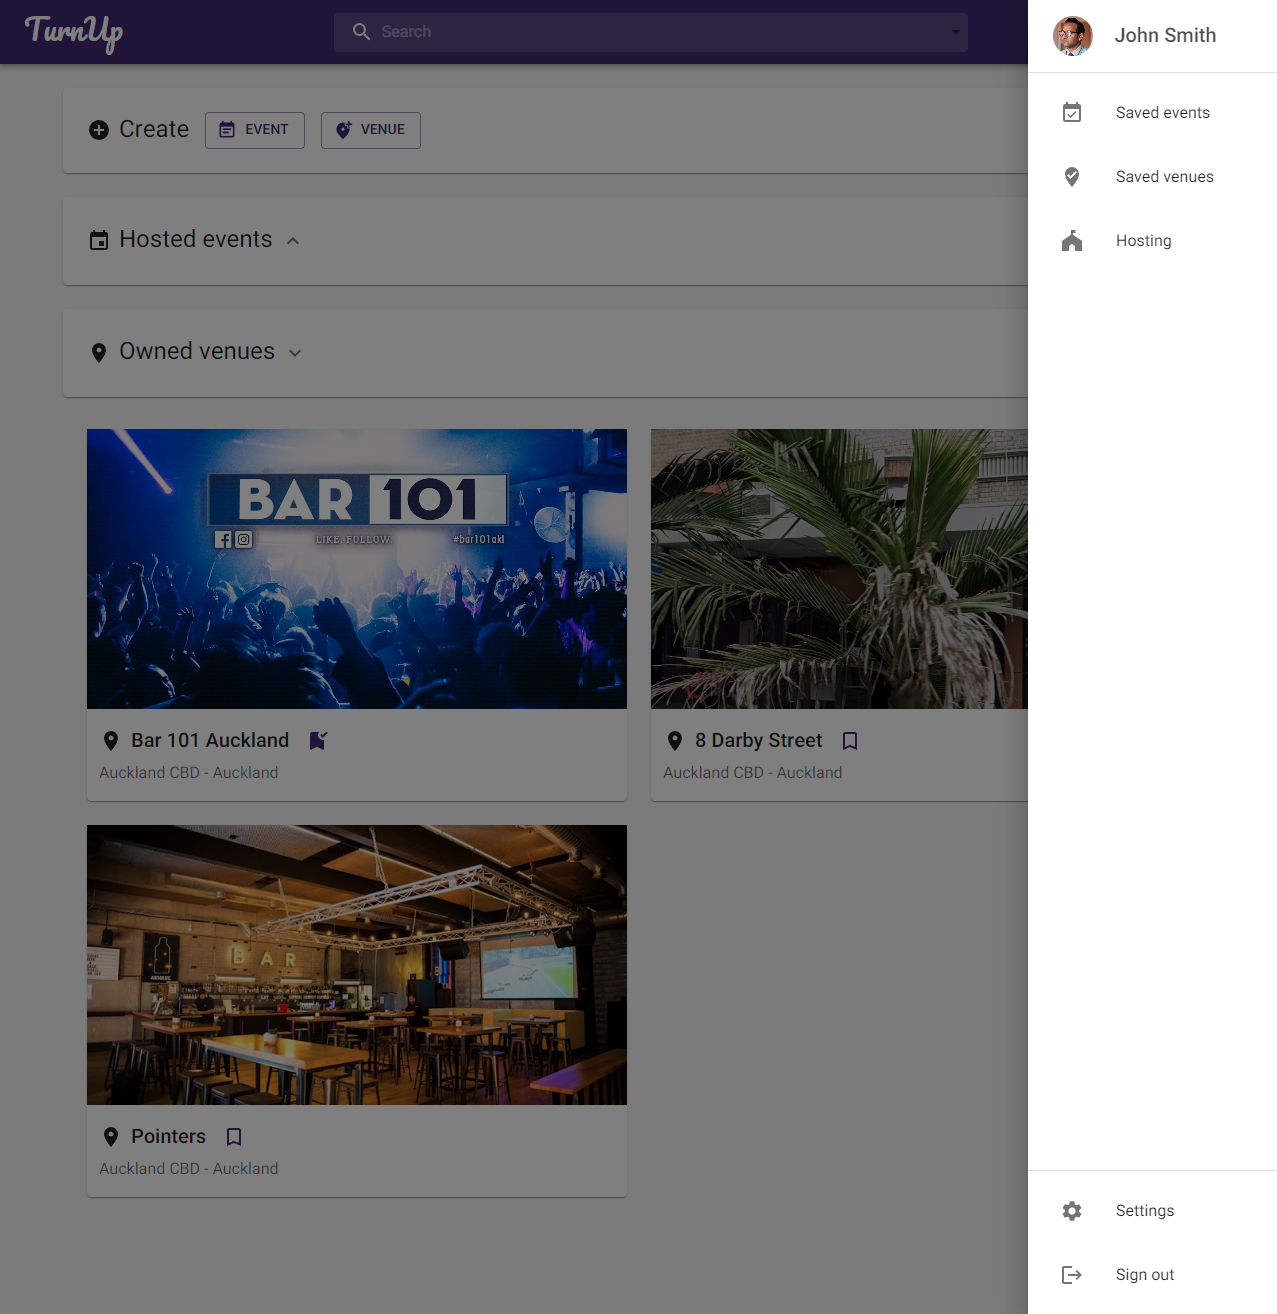 TurnUp
Search
John Smith
Saved events
Saved venues
Hosting
Create
EVENT
VENUE
Hosted events
Owned venues
BAR 101
LIKE. FOLLOW.
#bar101akl
Bar 101 Auckland
Auckland CBD - Auckland
8 Darby Street
Auckland CBD - Auckland
BAR
Pointers
Auckland CBD - Auckland
Settings
Sign out